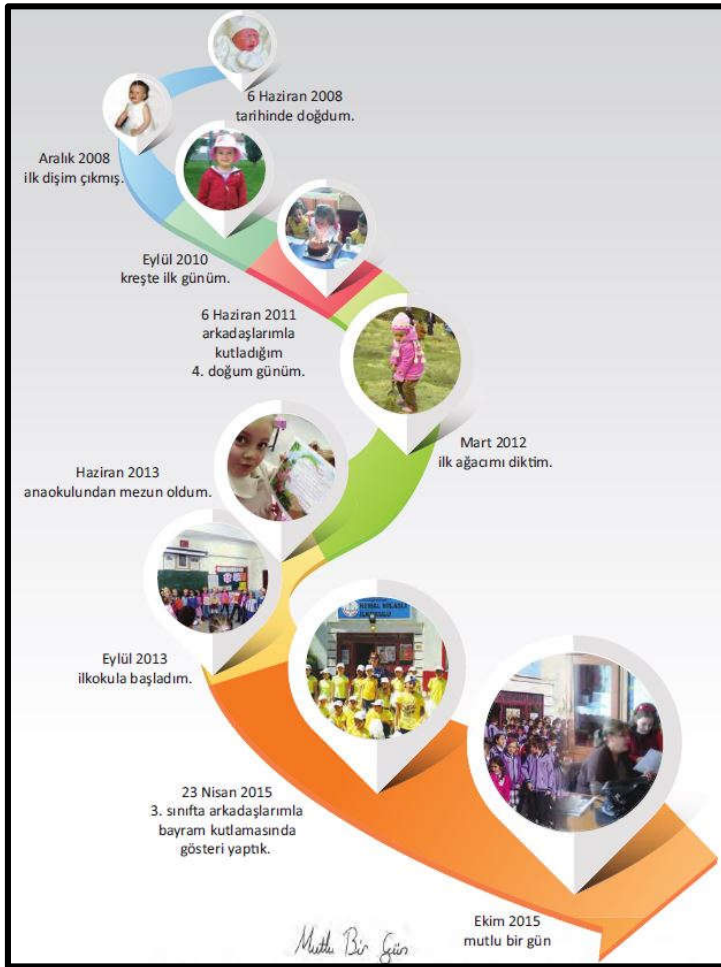 6 Haziran 2008
tarihinde doğdum.
Aralık 2008
ilk dişim çıkmış.
Eylül 2010
kreşte ilk günüm.
6 Haziran 2011
arkadaşlarımla
kutladığım
4. doğum günüm.
Mart 2012
ilk ağacımı diktim.
Haziran 2013
anaokulundan mezun oldum.
Eylül 2013
ilkokula başladım.
23 Nisan 2015
3. sınıfta arkadaşlarımla
bayram kutlamasında
gösteri yaptık.
Ekim 2015
mutlu bir gün
Mutlu Bir Gün